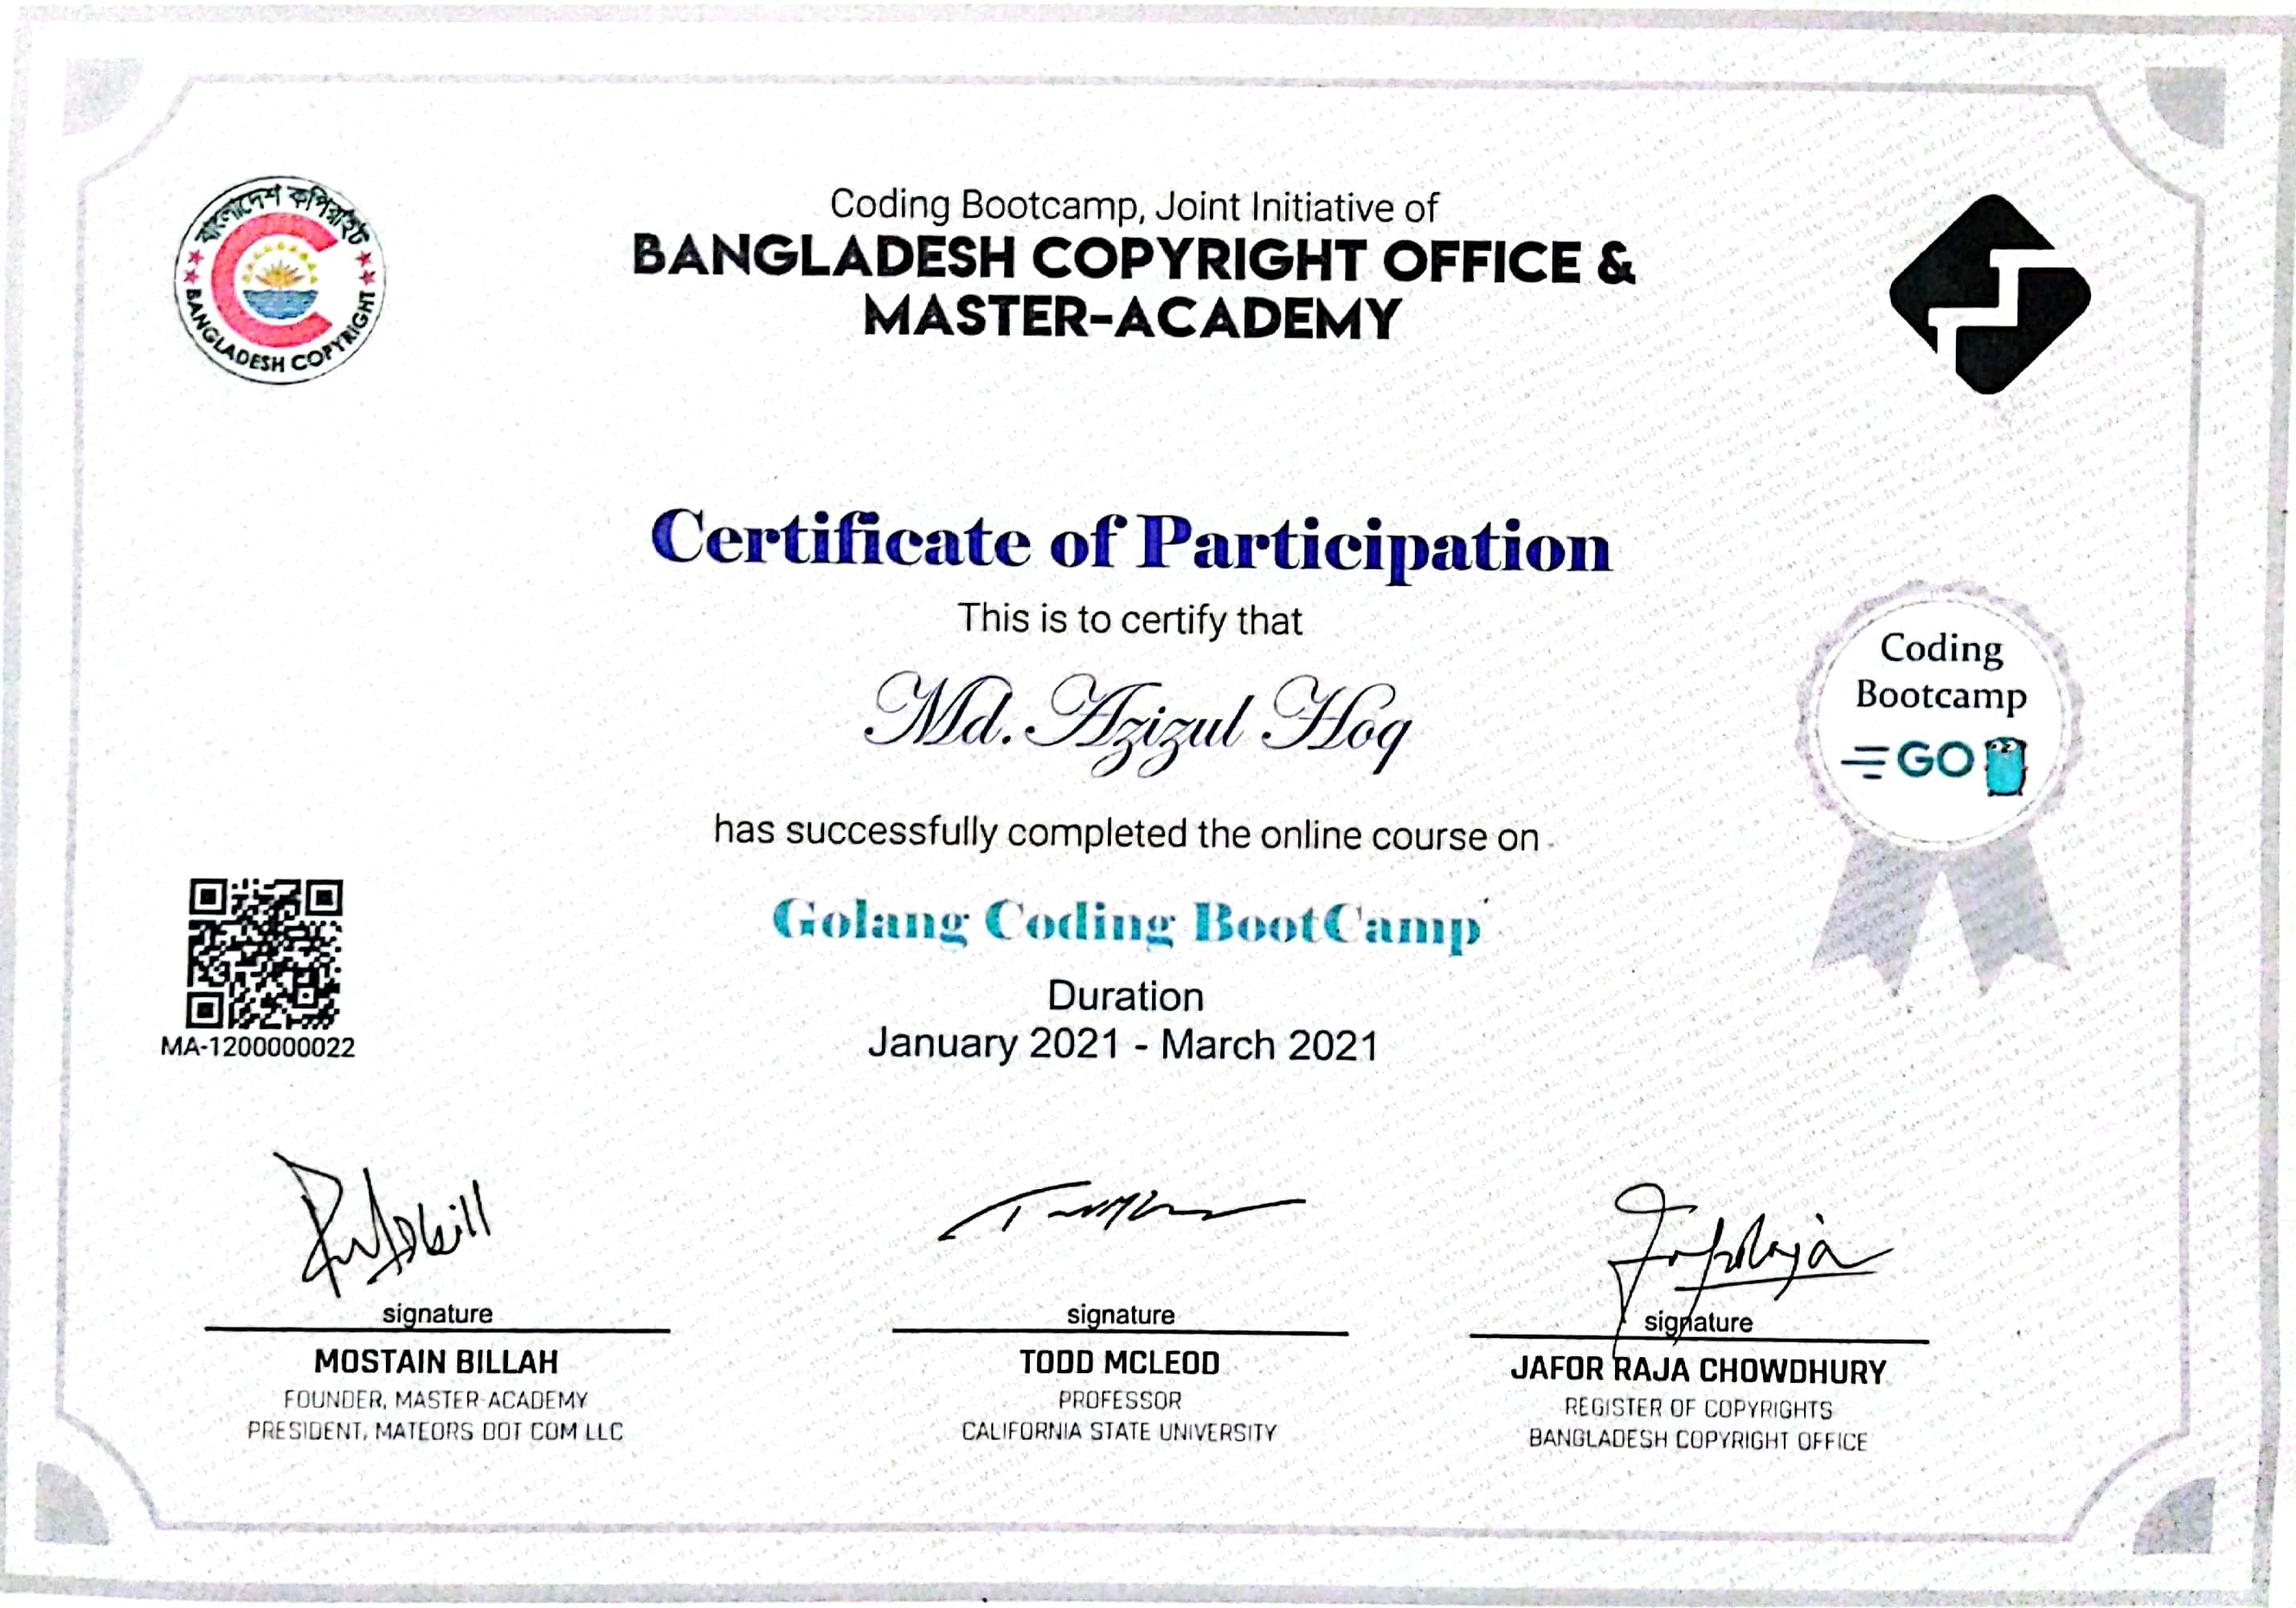 বাংলাদেশ কপিরাইট
BANGLADESH COPYRIGHT
Coding Bootcamp, Joint Initiative of
BANGLADESH COPYRIGHT OFFICE &
MASTER-ACADEMY
Certificate of Participation
This is to certify that
Md. Azizul Hoq
has successfully completed the online course on
Golang Coding BootCamp
Duration
January 2021 - March 2021
Coding
Bootcamp
GO
MA-1200000022
signature
MOSTAIN BILLAH
FOUNDER, MASTER-ACADEMY
PRESIDENT, MATEORS DOT COM LLC
signature
TODD MCLEOD
PROFESSOR
CALIFORNIA STATE UNIVERSITY
signature
JAFOR RAJA CHOWDHURY
REGISTER OF COPYRIGHTS
BANGLADESH COPYRIGHT OFFICE